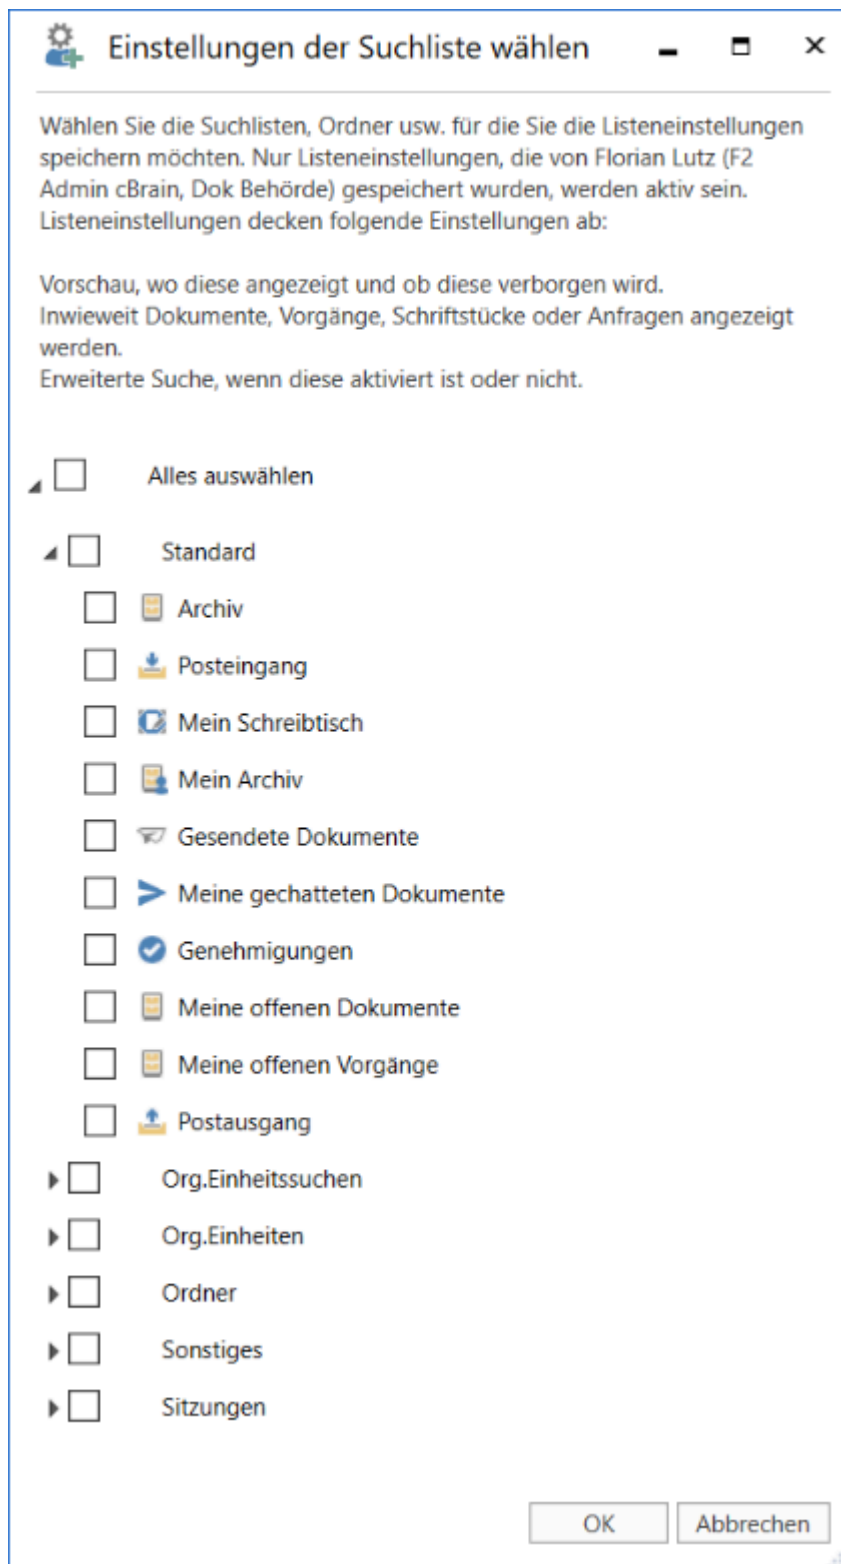 Einstellungen der Suchliste wählen
Wählen Sie die Suchlisten, Ordner usw. für die Sie die Listeneinstellungen
speichern möchten. Nur Listeneinstellungen, die von Florian Lutz (F2
Admin cBrain, Dok Behörde) gespeichert wurden, werden aktiv sein.
Listeneinstellungen decken folgende Einstellungen ab:
Vorschau, wo diese angezeigt und ob diese verborgen wird.
Inwieweit Dokumente, Vorgänge, Schriftstücke oder Anfragen angezeigt
werden.
Erweiterte Suche, wenn diese aktiviert ist oder nicht.
Alles auswählen
Standard
Archiv
Posteingang
Mein Schreibtisch
Mein Archiv
Gesendete Dokumente
Meine gechatteten Dokumente
Genehmigungen
Meine offenen Dokumente
Meine offenen Vorgänge
Postausgang
Org.Einheitssuchen
Org.Einheiten
Ordner
Sonstiges
Sitzungen
OK Abbrechen